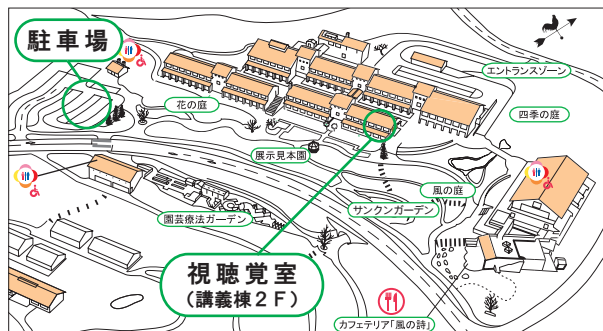 駐車場
エントランスゾーン
花の庭
四季の庭
展示見本園
風の庭
サンクンガーデン
園芸療法ガーデン
視聴覚室
(講義棟2F)
カフェテリア「風の詩」